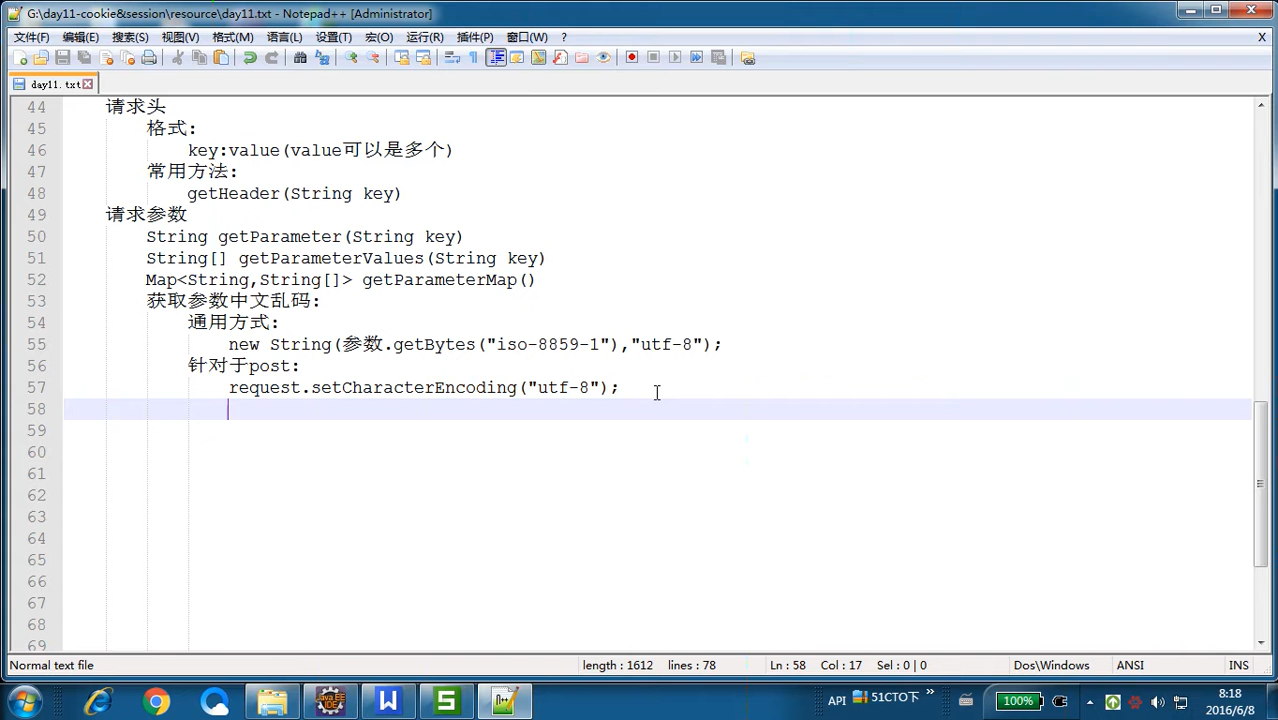 G:\day11-cookie&session\resource\day11.txt - Notepad++ [Administrator]
文件(F) 编辑(E) 搜索(S) 视图(V) 格式(M) 语言(L) 设置(T) 宏(O) 运行(R) 插件(P) 窗口(W) ? X
day11.txt
44 请求头
45 格式:
46 key:value(value可以是多个)
47 常用方法:
48 getHeader(String key)
49 请求参数
50 String getParameter(String key)
51 String[] getParameterValues(String key)
52 Map<String,String[]> getParameterMap()
53 获取参数中文乱码:
54 通用方式:
55 new String(参数.getBytes("iso-8859-1"),"utf-8");
56 针对于post:
57 request.setCharacterEncoding("utf-8");
58
59
60
61
62
63
64
65
66
67
68
69
Normal text file length : 1612 lines : 78 Ln : 58 Col : 17 Sel : 0 | 0 Dos\Windows ANSI INS
Java EE IDE W S API 51CTO下 » 100% 8:18
2016/6/8